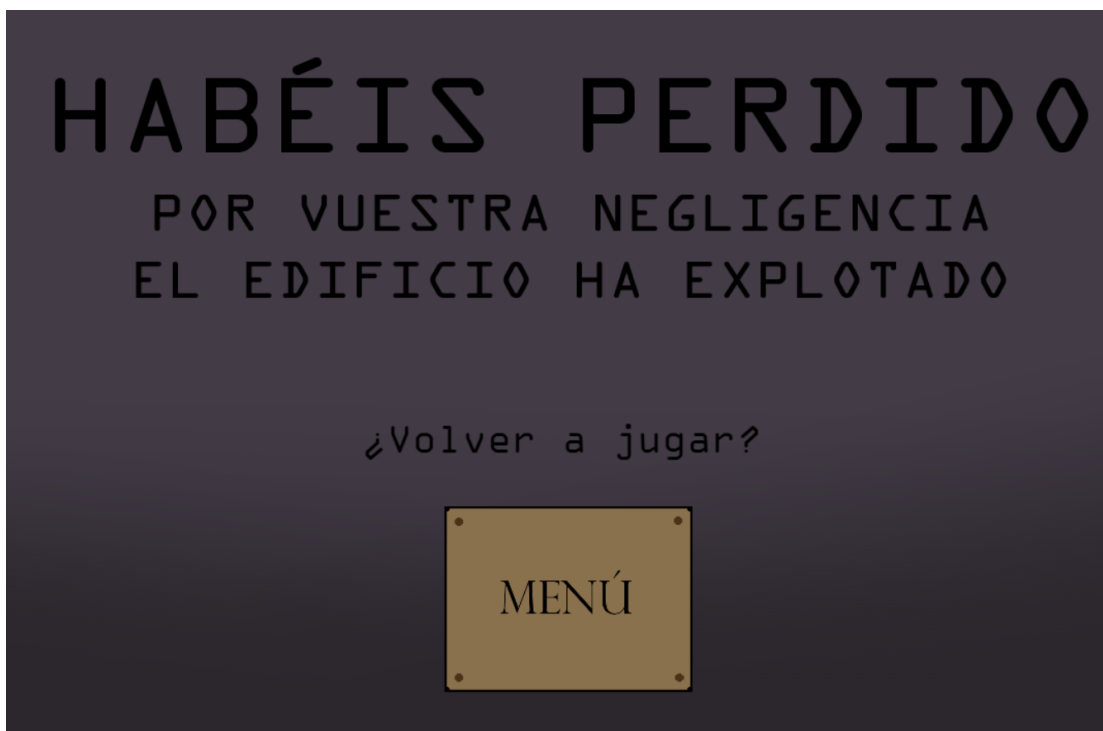 HABÉIS PERDIDO
POR VUESTRA NEGLIGENCIA
EL EDIFICIO HA EXPLOTADO
¿Volver a jugar?
MENÚ